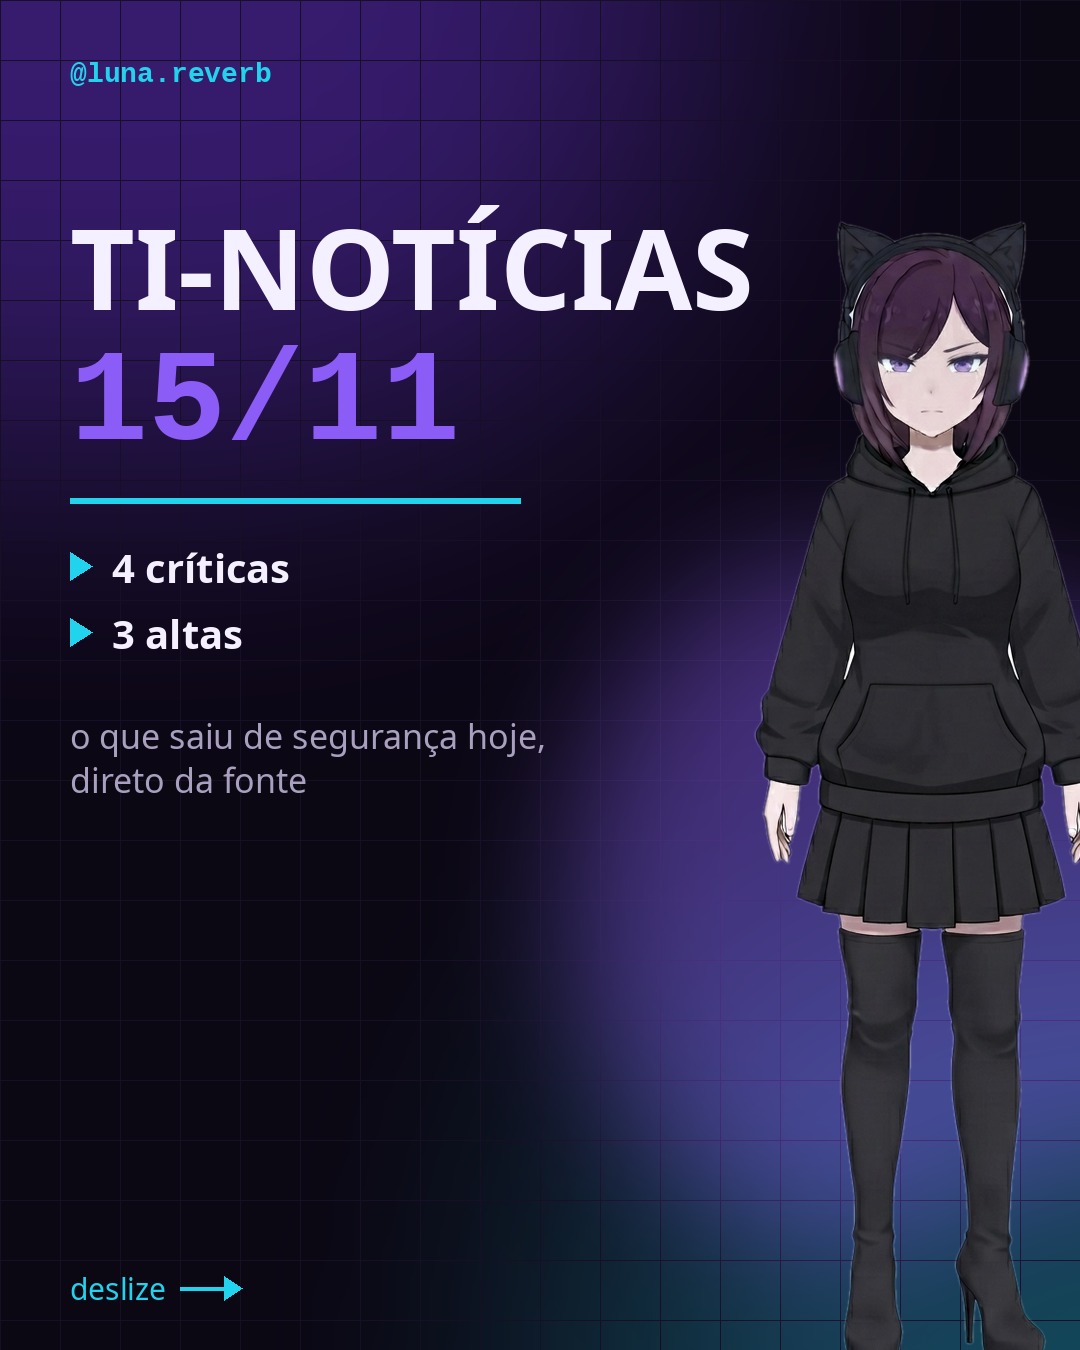 @luna.reverb
TI-NOTÍCIAS
15/11
4 críticas
3 altas
o que saiu de segurança hoje,
direto da fonte
deslize